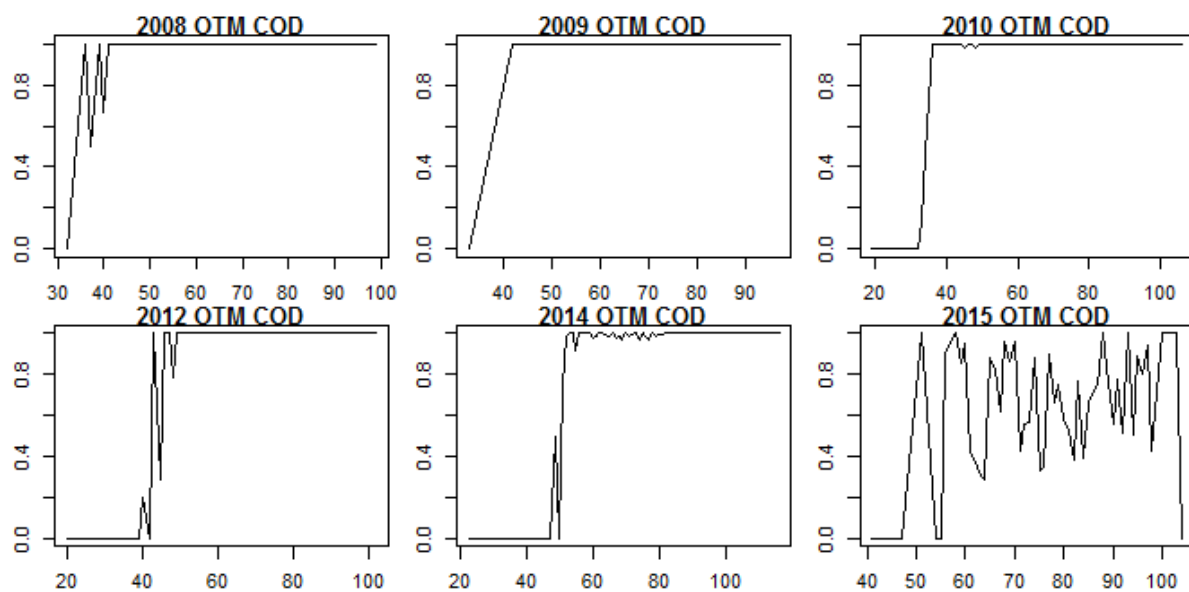 2008 OTM COD
2009 OTM COD
2010 OTM COD
0.0 0.4 0.8
0.0 0.4 0.8
0.0 0.4 0.8
30 40 50 60 70 80 90 100
40 50 60 70 80 90
20 40 60 80 100
2012 OTM COD
2014 OTM COD
2015 OTM COD
0.0 0.4 0.8
0.0 0.4 0.8
0.0 0.4 0.8
20 40 60 80 100
40 60 80 100
40 50 60 70 80 90 100